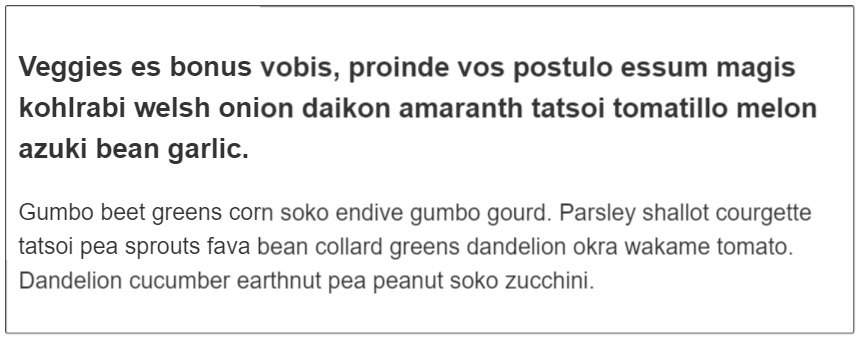 Veggies es bonus vobis, proinde vos postulo essum magis
kohlrabi welsh onion daikon amaranth tatsoi tomatillo melon
azuki bean garlic.
Gumbo beet greens corn soko endive gumbo gourd. Parsley shallot courgette
tatsoi pea sprouts fava bean collard greens dandelion okra wakame tomato.
Dandelion cucumber earthnut pea peanut soko zucchini.